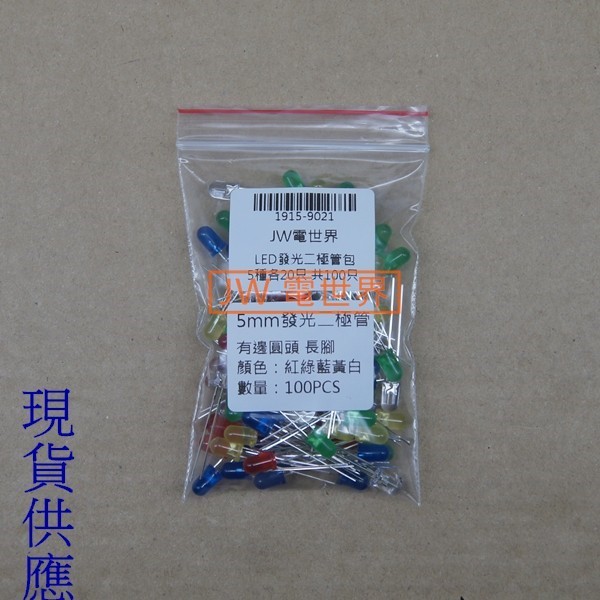 1915-9021
JW電世界
LED發光二極管包
5種各20只 共100只
JW 電世界
5mm發光二極管
有邊圓頭 長腳
顏色：紅綠藍黃白
數量：100PCS
現貨供應